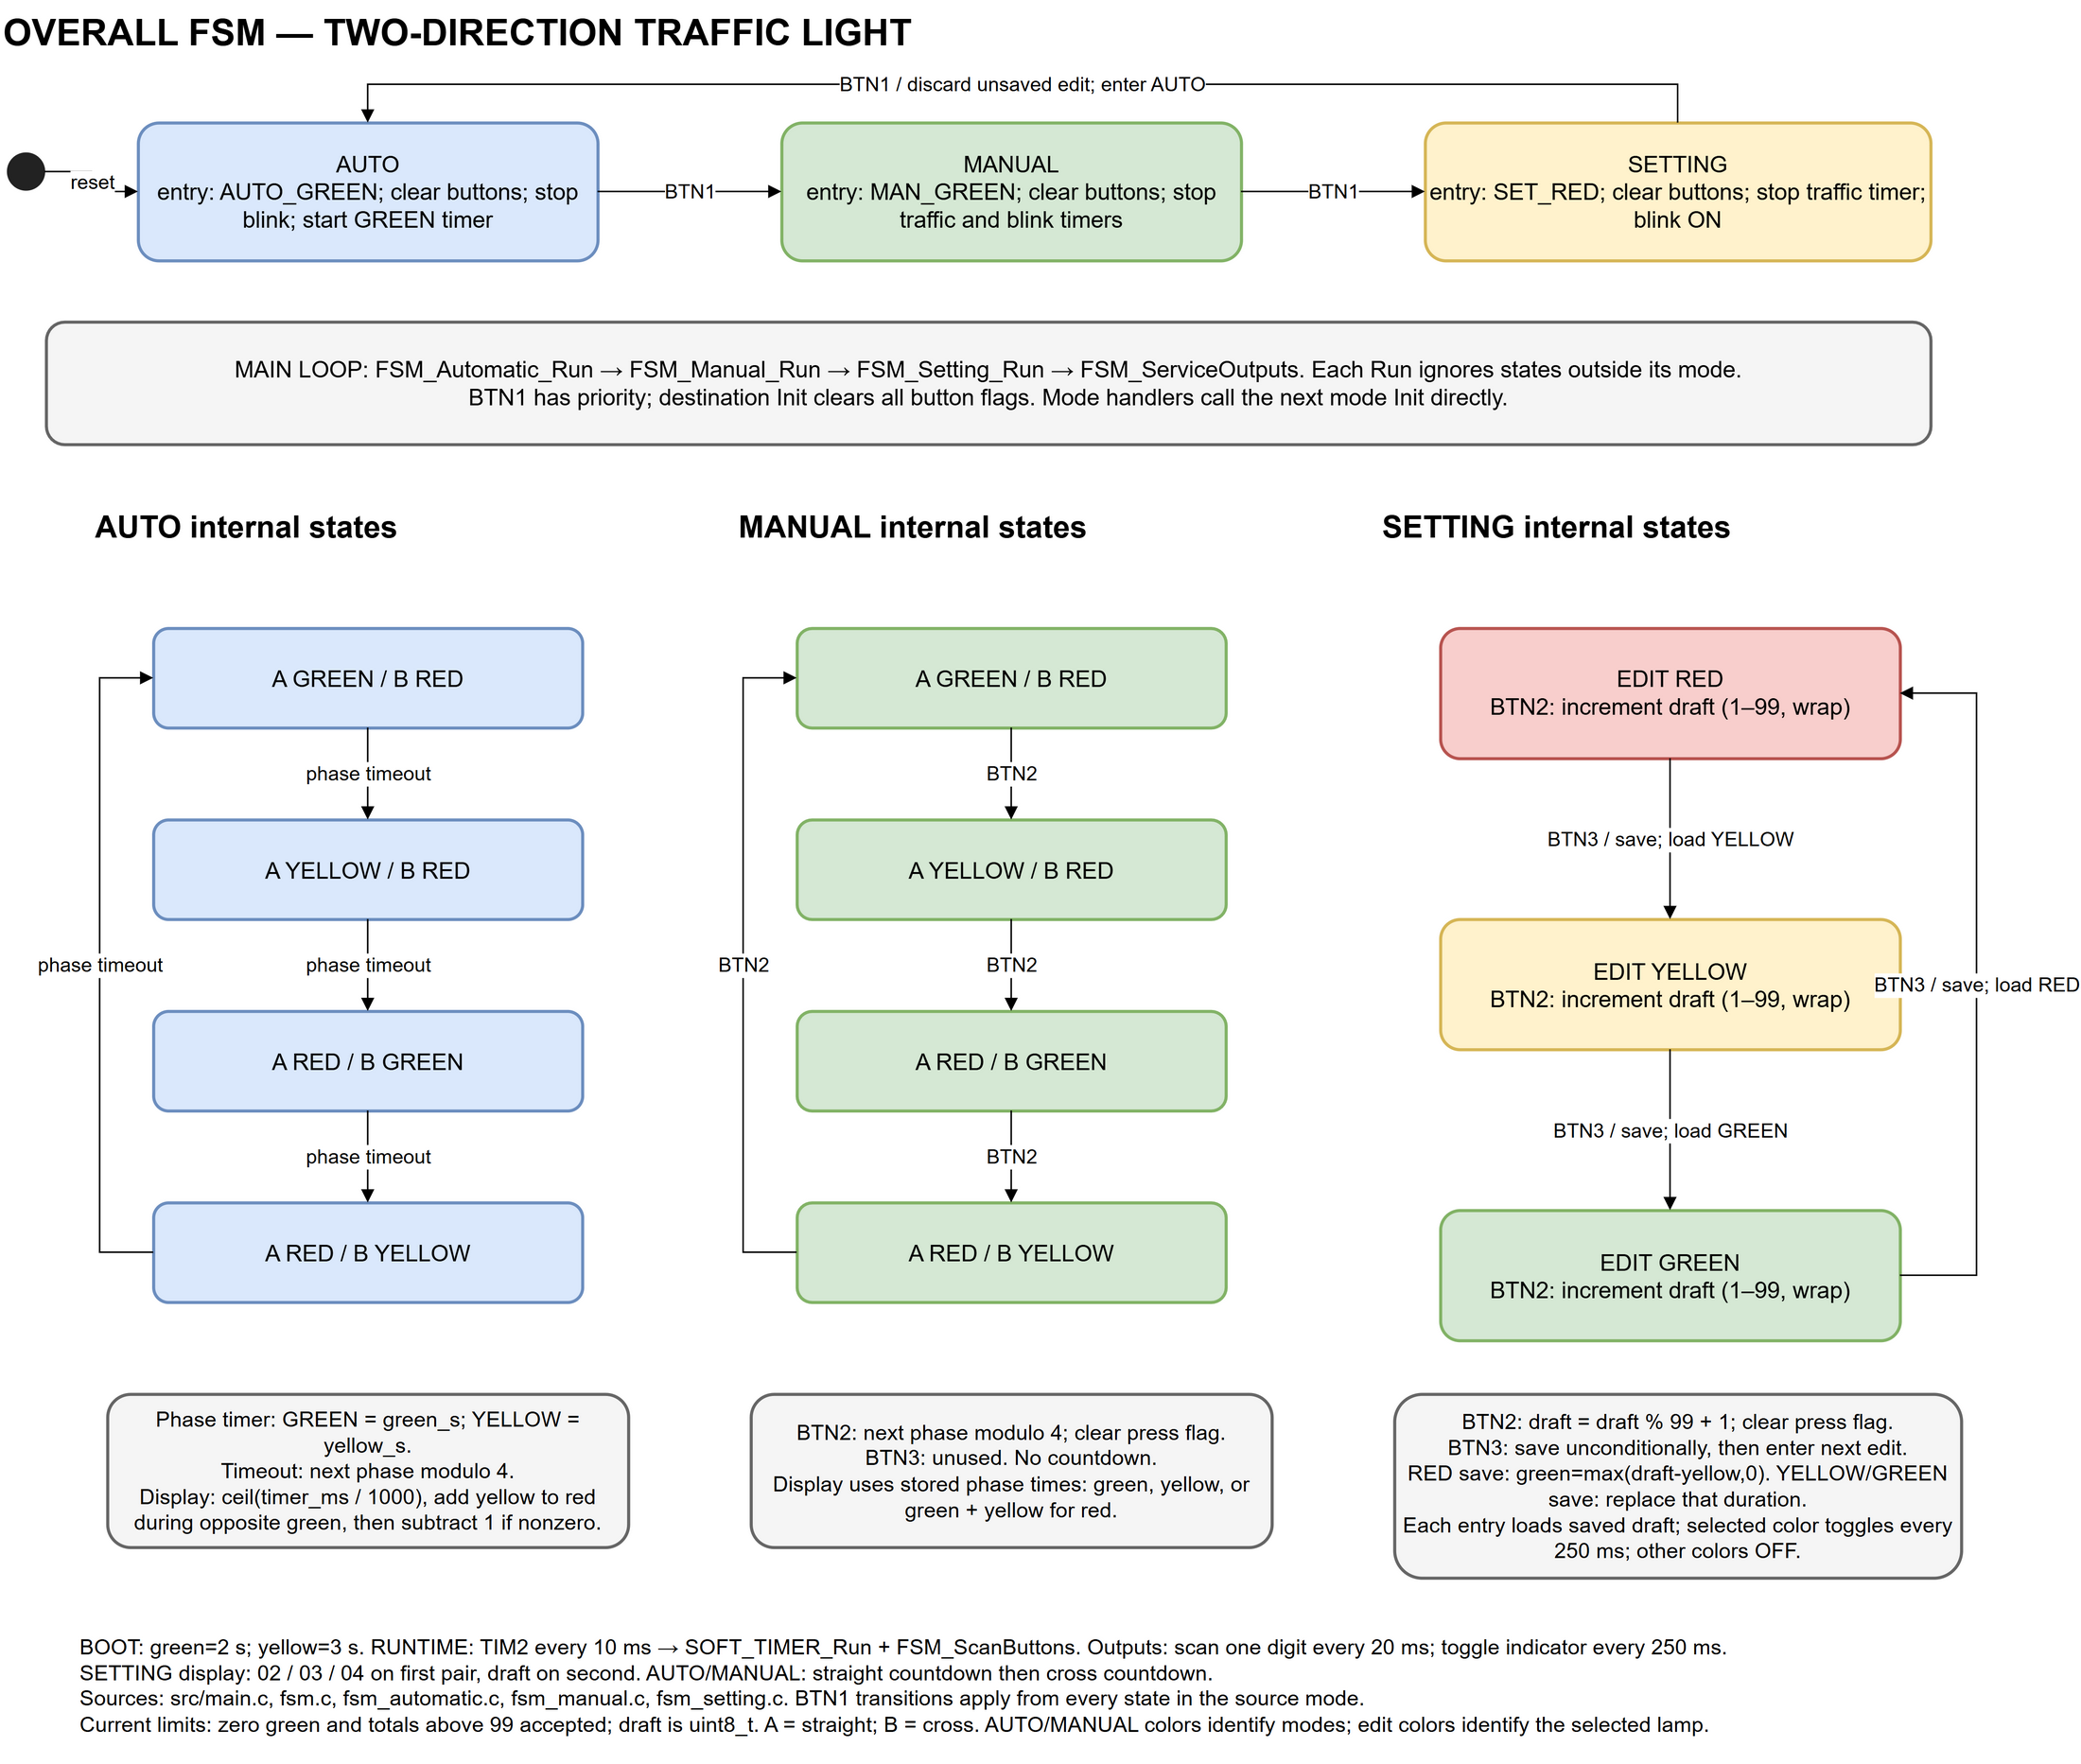 OVERALL FSM — TWO-DIRECTION TRAFFIC LIGHT
BTN1 / discard unsaved edit; enter AUTO
reset
AUTO
entry: AUTO_GREEN; clear buttons; stop
blink; start GREEN timer
BTN1
MANUAL
entry: MAN_GREEN; clear buttons; stop
traffic and blink timers
BTN1
SETTING
entry: SET_RED; clear buttons; stop traffic timer;
blink ON
MAIN LOOP: FSM_Automatic_Run → FSM_Manual_Run → FSM_Setting_Run → FSM_ServiceOutputs. Each Run ignores states outside its mode.
BTN1 has priority; destination Init clears all button flags. Mode handlers call the next mode Init directly.
AUTO internal states
A GREEN / B RED
phase timeout
A YELLOW / B RED
phase timeout
phase timeout
A RED / B GREEN
phase timeout
A RED / B YELLOW
Phase timer: GREEN = green_s; YELLOW =
yellow_s.
Timeout: next phase modulo 4.
Display: ceil(timer_ms / 1000), add yellow to red
during opposite green, then subtract 1 if nonzero.
MANUAL internal states
A GREEN / B RED
BTN2
A YELLOW / B RED
BTN2
BTN2
A RED / B GREEN
BTN2
A RED / B YELLOW
BTN2: next phase modulo 4; clear press flag.
BTN3: unused. No countdown.
Display uses stored phase times: green, yellow, or
green + yellow for red.
SETTING internal states
EDIT RED
BTN2: increment draft (1–99, wrap)
BTN3 / save; load YELLOW
EDIT YELLOW
BTN2: increment draft (1–99, wrap)
BTN3 / save; load RED
BTN3 / save; load GREEN
EDIT GREEN
BTN2: increment draft (1–99, wrap)
BTN2: draft = draft % 99 + 1; clear press flag.
BTN3: save unconditionally, then enter next edit.
RED save: green=max(draft-yellow,0). YELLOW/GREEN
save: replace that duration.
Each entry loads saved draft; selected color toggles every
250 ms; other colors OFF.
BOOT: green=2 s; yellow=3 s. RUNTIME: TIM2 every 10 ms → SOFT_TIMER_Run + FSM_ScanButtons. Outputs: scan one digit every 20 ms; toggle indicator every 250 ms.
SETTING display: 02 / 03 / 04 on first pair, draft on second. AUTO/MANUAL: straight countdown then cross countdown.
Sources: src/main.c, fsm.c, fsm_automatic.c, fsm_manual.c, fsm_setting.c. BTN1 transitions apply from every state in the source mode.
Current limits: zero green and totals above 99 accepted; draft is uint8_t. A = straight; B = cross. AUTO/MANUAL colors identify modes; edit colors identify the selected lamp.